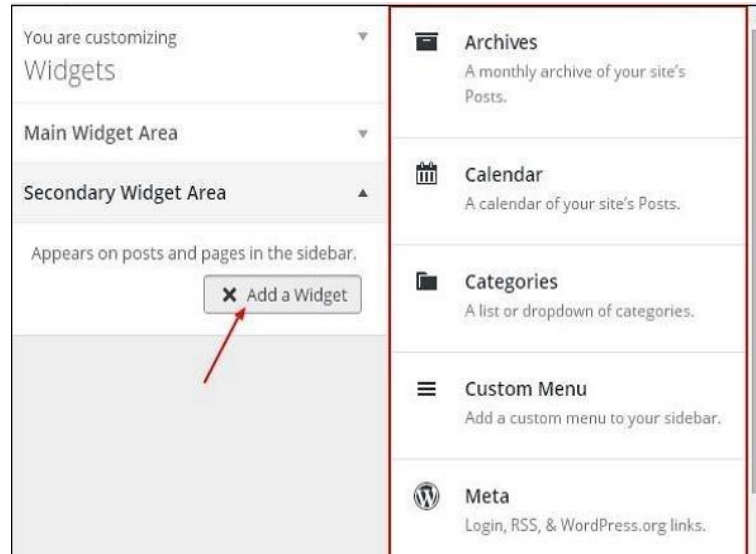 You are customizing
Widgets
Main Widget Area
Secondary Widget Area
Appears on posts and pages in the sidebar.
Add a Widget
Archives
A monthly archive of your site's
Posts.
Calendar
A calendar of your site's Posts.
Categories
A list or dropdown of categories.
Custom Menu
Add a custom menu to your sidebar.
Meta
Login, RSS, & WordPress.org links.